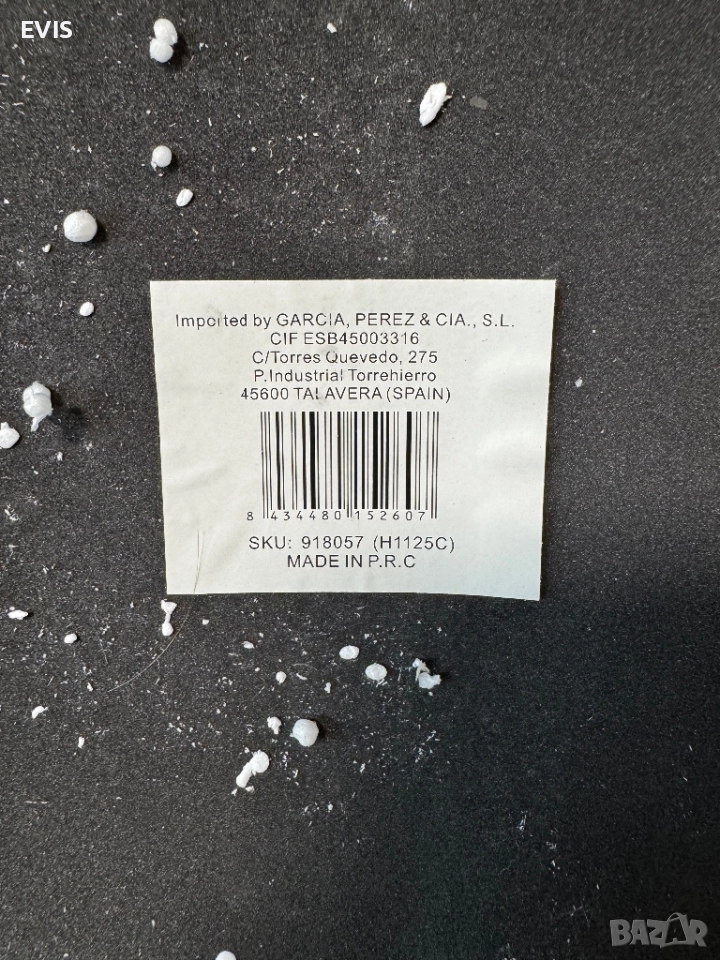 EVIS
Imported by GARCIA, PEREZ & CIA., S.L.
CIF ESB45003316
C/Torres Quevedo, 275
P.Industrial Torrehierro
45600 TALAVERA (SPAIN)
8 434480 152607
SKU: 918057 (H1125C)
MADE IN P.R.C
BAZAR